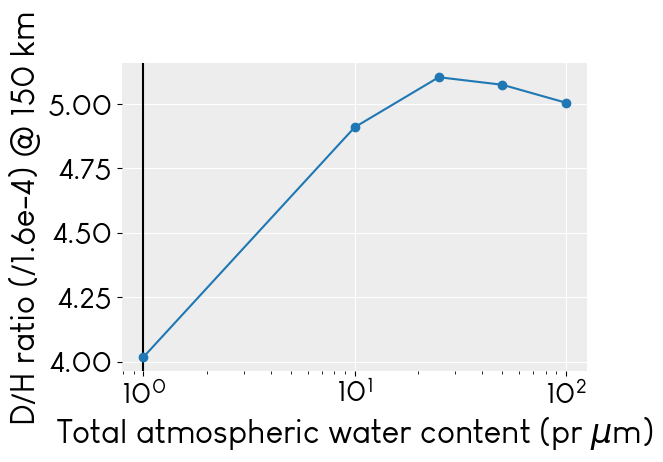 D/H ratio (/1.6e-4) @ 150 km
5.00
4.75
4.50
4.25
4.00
10⁰ 10¹ 10²
Total atmospheric water content (pr μm)